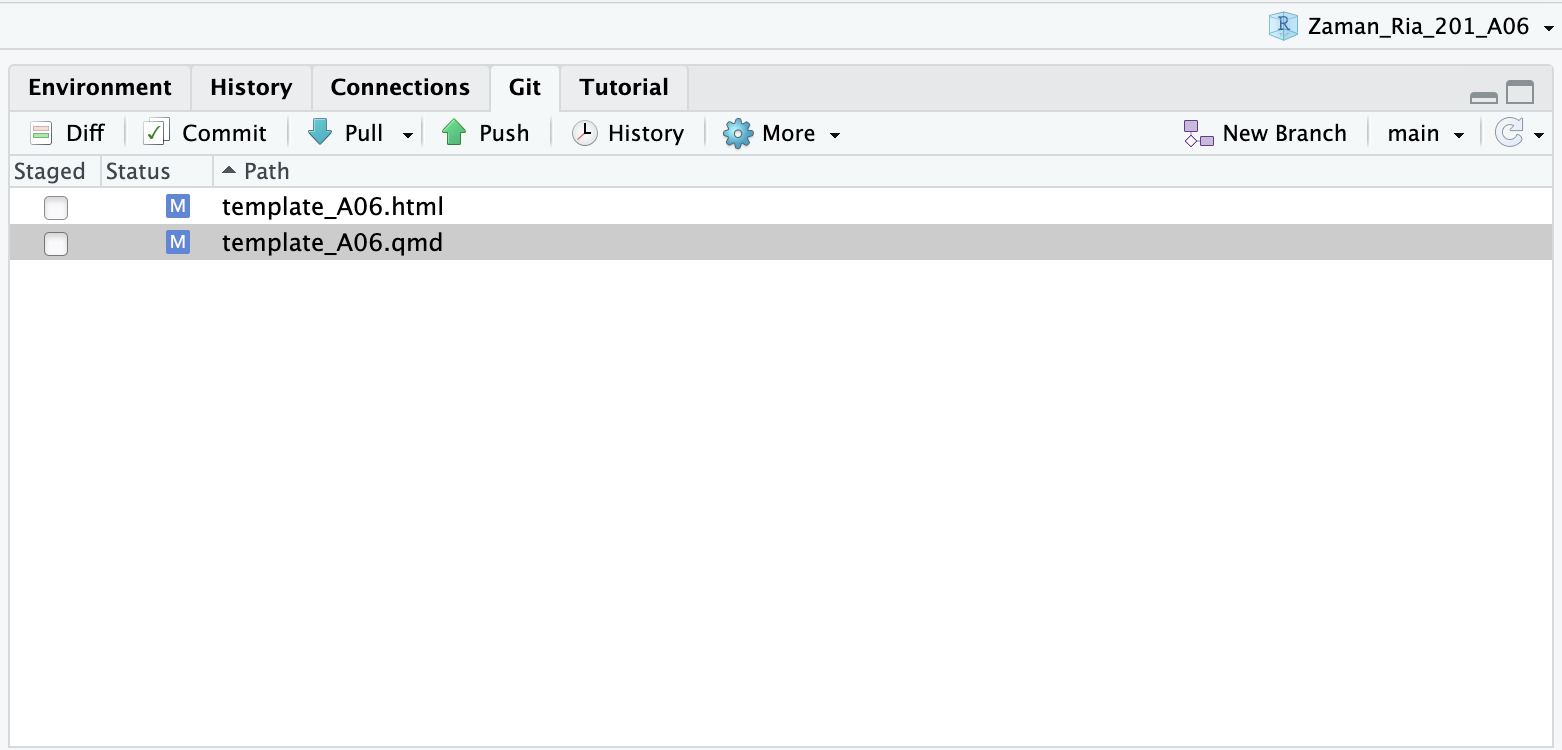 Zaman_Ria_201_A06
Environment History Connections Git Tutorial
Diff Commit Pull Push History More New Branch main
Staged Status Path
M template_A06.html
M template_A06.qmd